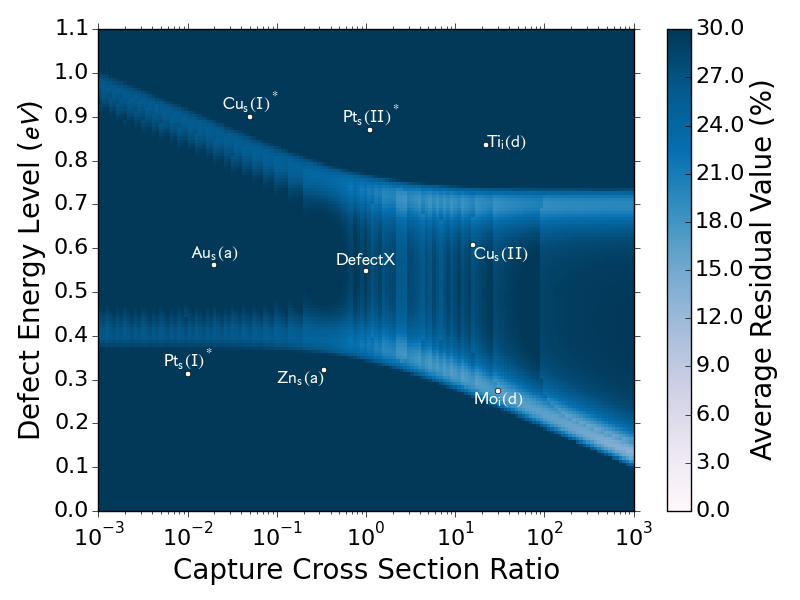 1.1
1.0
0.9
0.8
0.7
0.6
0.5
0.4
0.3
0.2
0.1
0.0
Defect Energy Level (eV)
Cuₛ(I)*
Ptₛ(II)*
Tiᵢ(d)
Auₛ(a)
DefectX
Cuₛ(II)
Ptₛ(I)*
Znₛ(a)
Moᵢ(d)
10⁻³ 10⁻² 10⁻¹ 10⁰ 10¹ 10² 10³
Capture Cross Section Ratio
30.0
27.0
24.0
21.0
18.0
15.0
12.0
9.0
6.0
3.0
0.0
Average Residual Value (%)